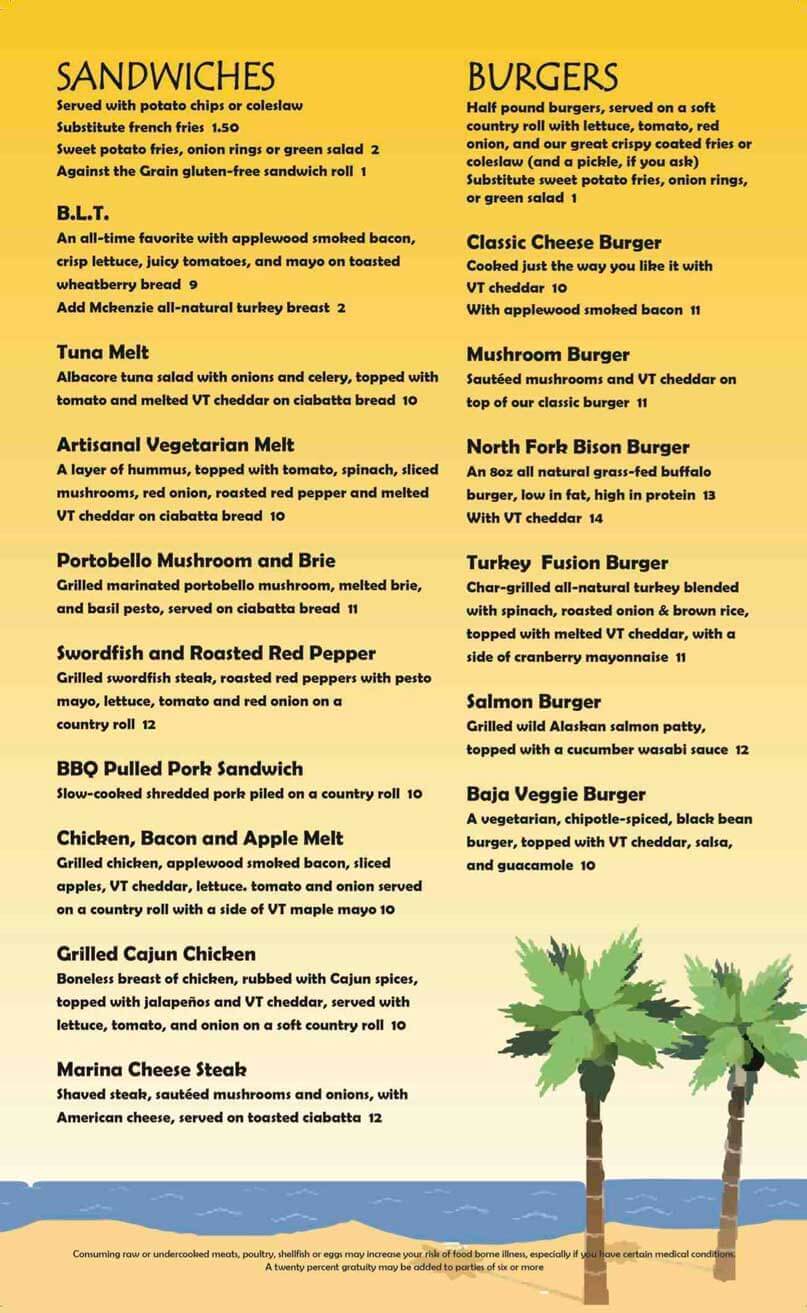 SANDWICHES
Served with potato chips or coleslaw
Substitute french fries 1.50
Sweet potato fries, onion rings or green salad 2
Against the Grain gluten-free sandwich roll 1
B.L.T.
An all-time favorite with applewood smoked bacon,
crisp lettuce, juicy tomatoes, and mayo on toasted
wheatberry bread 9
Add Mckenzie all-natural turkey breast 2
Tuna Melt
Albacore tuna salad with onions and celery, topped with
tomato and melted VT cheddar on ciabatta bread 10
Artisanal Vegetarian Melt
A layer of hummus, topped with tomato, spinach, sliced
mushrooms, red onion, roasted red pepper and melted
VT cheddar on ciabatta bread 10
Portobello Mushroom and Brie
Grilled marinated portobello mushroom, melted brie,
and basil pesto, served on ciabatta bread 11
Swordfish and Roasted Red Pepper
Grilled swordfish steak, roasted red peppers with pesto
mayo, lettuce, tomato and red onion on a
country roll 12
BBQ Pulled Pork Sandwich
Slow-cooked shredded pork piled on a country roll 10
Chicken, Bacon and Apple Melt
Grilled chicken, applewood smoked bacon, sliced
apples, VT cheddar, lettuce. tomato and onion served
on a country roll with a side of VT maple mayo 10
Grilled Cajun Chicken
Boneless breast of chicken, rubbed with Cajun spices,
topped with jalapeños and VT cheddar, served with
lettuce, tomato, and onion on a soft country roll 10
Marina Cheese Steak
Shaved steak, sautéed mushrooms and onions, with
American cheese, served on toasted ciabatta 12
BURGERS
Half pound burgers, served on a soft
country roll with lettuce, tomato, red
onion, and our great crispy coated fries or
coleslaw (and a pickle, if you ask)
Substitute sweet potato fries, onion rings,
or green salad 1
Classic Cheese Burger
Cooked just the way you like it with
VT cheddar 10
With applewood smoked bacon 11
Mushroom Burger
Sautéed mushrooms and VT cheddar on
top of our classic burger 11
North Fork Bison Burger
An 8oz all natural grass-fed buffalo
burger, low in fat, high in protein 13
With VT cheddar 14
Turkey Fusion Burger
Char-grilled all-natural turkey blended
with spinach, roasted onion & brown rice,
topped with melted VT cheddar, with a
side of cranberry mayonnaise 11
Salmon Burger
Grilled wild Alaskan salmon patty,
topped with a cucumber wasabi sauce 12
Baja Veggie Burger
A vegetarian, chipotle-spiced, black bean
burger, topped with VT cheddar, salsa,
and guacamole 10
Consuming raw or undercooked meats, poultry, shellfish or eggs may increase your risk of food borne illness, especially if you have certain medical conditions.
A twenty percent gratuity may be added to parties of six or more